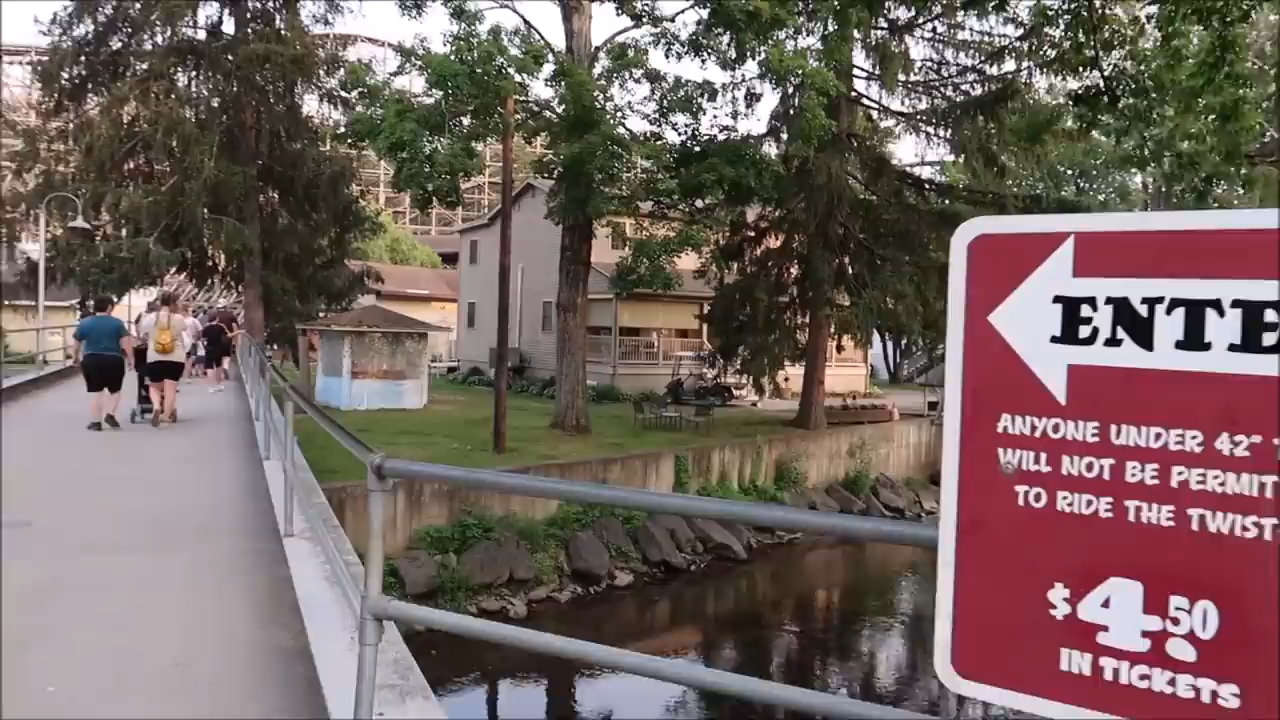 ENTE
ANYONE UNDER 42"
WILL NOT BE PERMIT
TO RIDE THE TWIST
$4.50
IN TICKETS